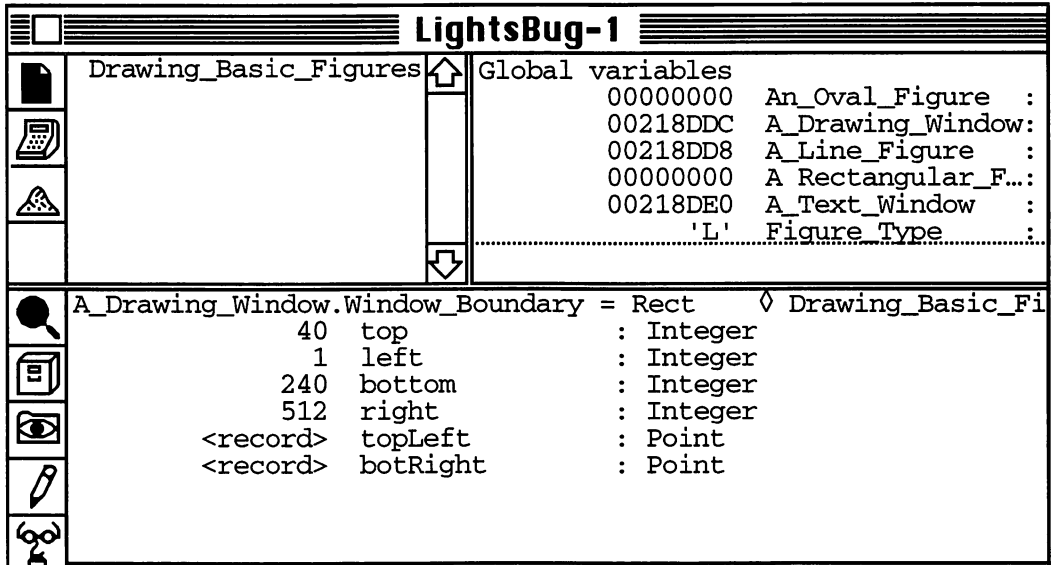 LightsBug-1
Drawing_Basic_Figures
Global variables
00000000 An_Oval_Figure :
00218DDC A_Drawing_Window:
00218DD8 A_Line_Figure :
00000000 A Rectangular_F…:
00218DE0 A_Text_Window :
'L' Figure_Type :
A_Drawing_Window.Window_Boundary = Rect ◊ Drawing_Basic_Fi
40 top : Integer
1 left : Integer
240 bottom : Integer
512 right : Integer
<record> topLeft : Point
<record> botRight : Point